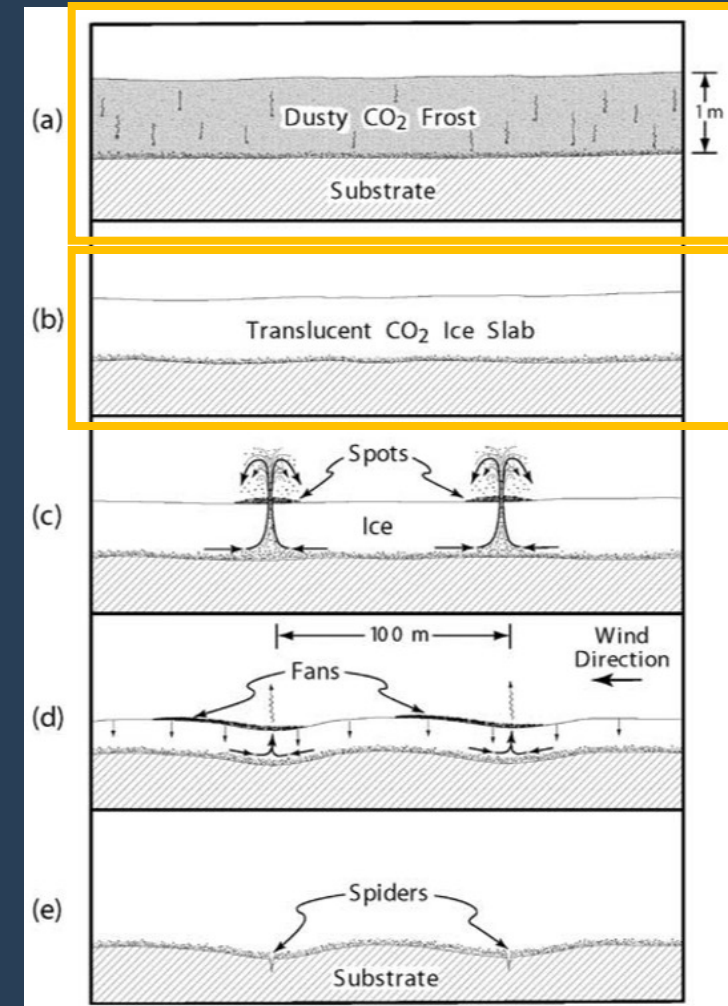 (a)
Dusty CO₂ Frost
1 m
Substrate
(b)
Translucent CO₂ Ice Slab
(c)
Spots
Ice
100 m
Wind
Direction
Fans
(d)
Spiders
(e)
Substrate